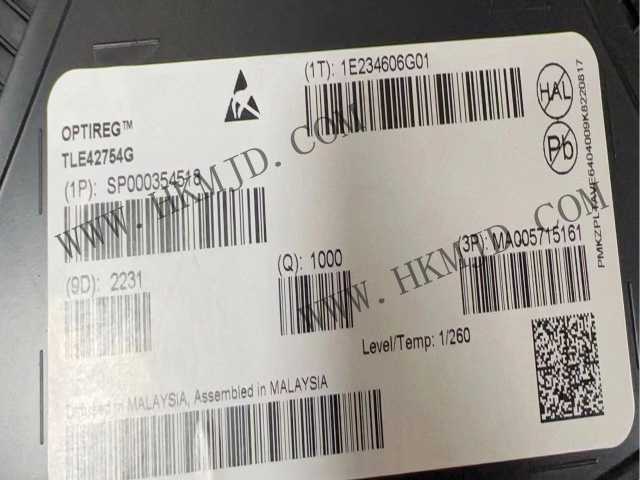 (1T): 1E234606G01
OPTIREG™
TLE42754G
(1P): SP000354518
HAL
Pb
WWW.HKMJD.COM
(9D): 2231
(Q): 1000
(3P): MA005715161
WWW.HKMJD.COM
Level/Temp: 1/260
Diffused in MALAYSIA, Assembled in MALAYSIA